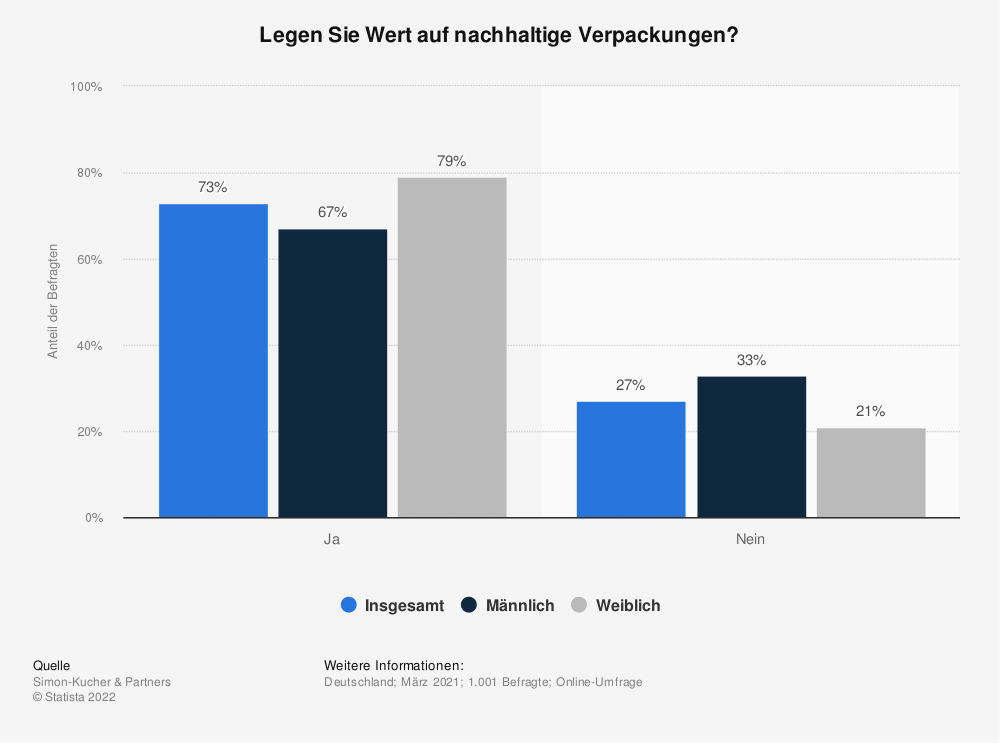 Legen Sie Wert auf nachhaltige Verpackungen?
100%
80%
60%
40%
20%
0%
Anteil der Befragten
73%
67%
79%
27%
33%
21%
Ja
Nein
Insgesamt Männlich Weiblich
Quelle
Simon-Kucher & Partners
© Statista 2022
Weitere Informationen:
Deutschland; März 2021; 1.001 Befragte; Online-Umfrage